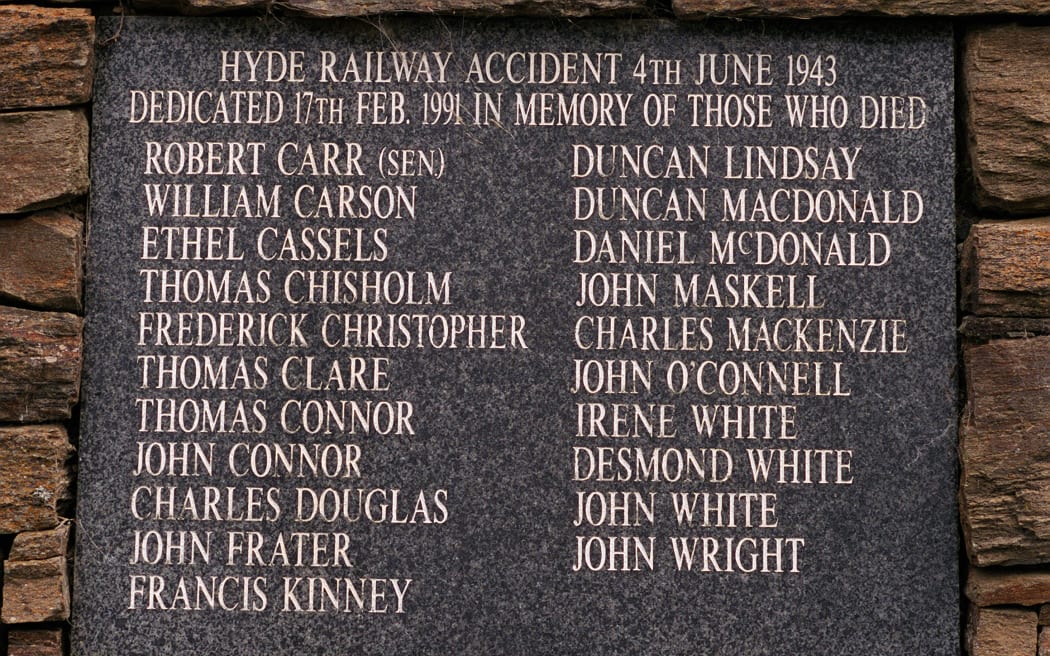 HYDE RAILWAY ACCIDENT 4TH JUNE 1943
DEDICATED 17TH FEB. 1991 IN MEMORY OF THOSE WHO DIED
ROBERT CARR (SEN.)
WILLIAM CARSON
ETHEL CASSELS
THOMAS CHISHOLM
FREDERICK CHRISTOPHER
THOMAS CLARE
THOMAS CONNOR
JOHN CONNOR
CHARLES DOUGLAS
JOHN FRATER
FRANCIS KINNEY
DUNCAN LINDSAY
DUNCAN MACDONALD
DANIEL McDONALD
JOHN MASKELL
CHARLES MACKENZIE
JOHN O'CONNELL
IRENE WHITE
DESMOND WHITE
JOHN WHITE
JOHN WRIGHT